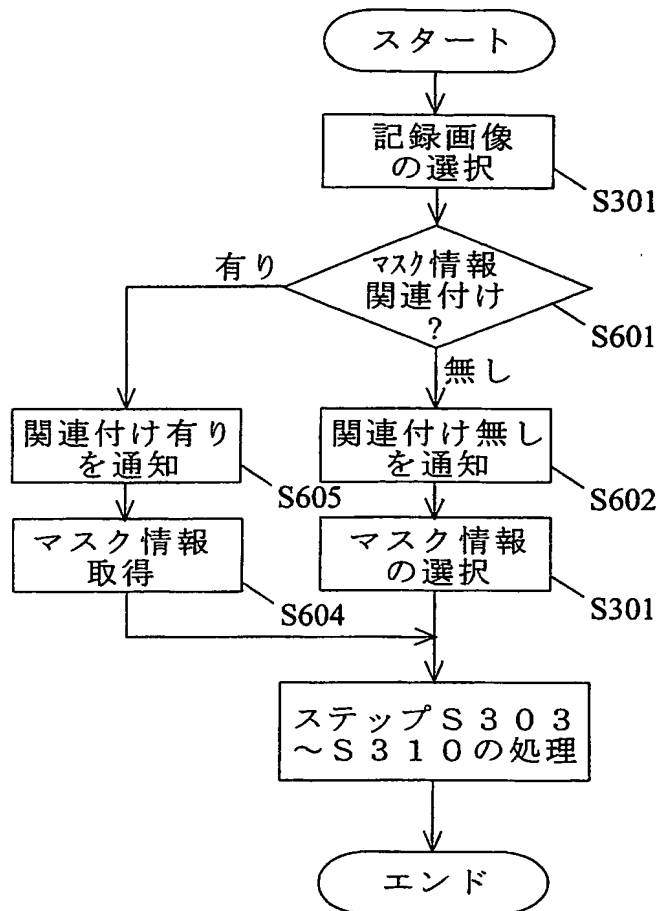 スタート
記録画像
の選択
S301
マスク情報
関連付け
?
S601
有り
無し
関連付け有り
を通知
S605
関連付け無し
を通知
S602
マスク情報
取得
S604
マスク情報
の選択
S301
ステップS303
~S310の処理
エンド